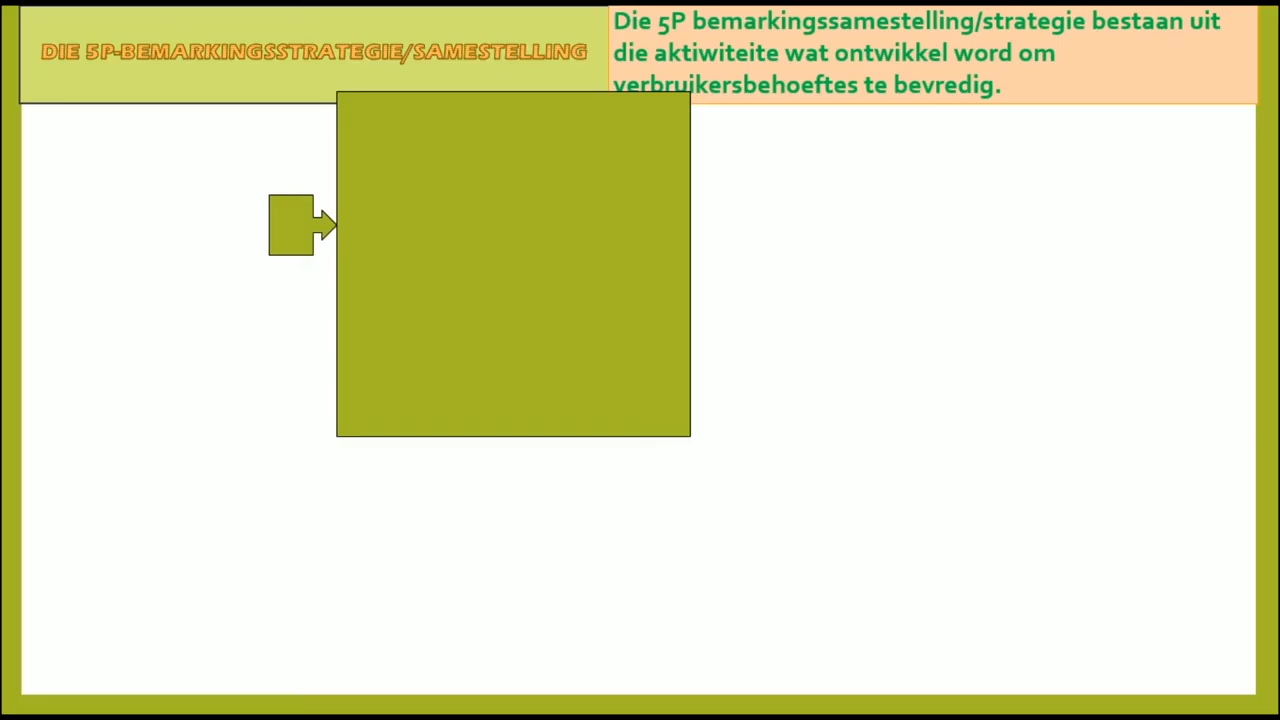 DIE 5P-BEMARKINGSSTRATEGIE/SAMESTELLING
Die 5P bemarkingssamestelling/strategie bestaan uit
die aktiwiteite wat ontwikkel word om
verbruikersbehoeftes te bevredig.